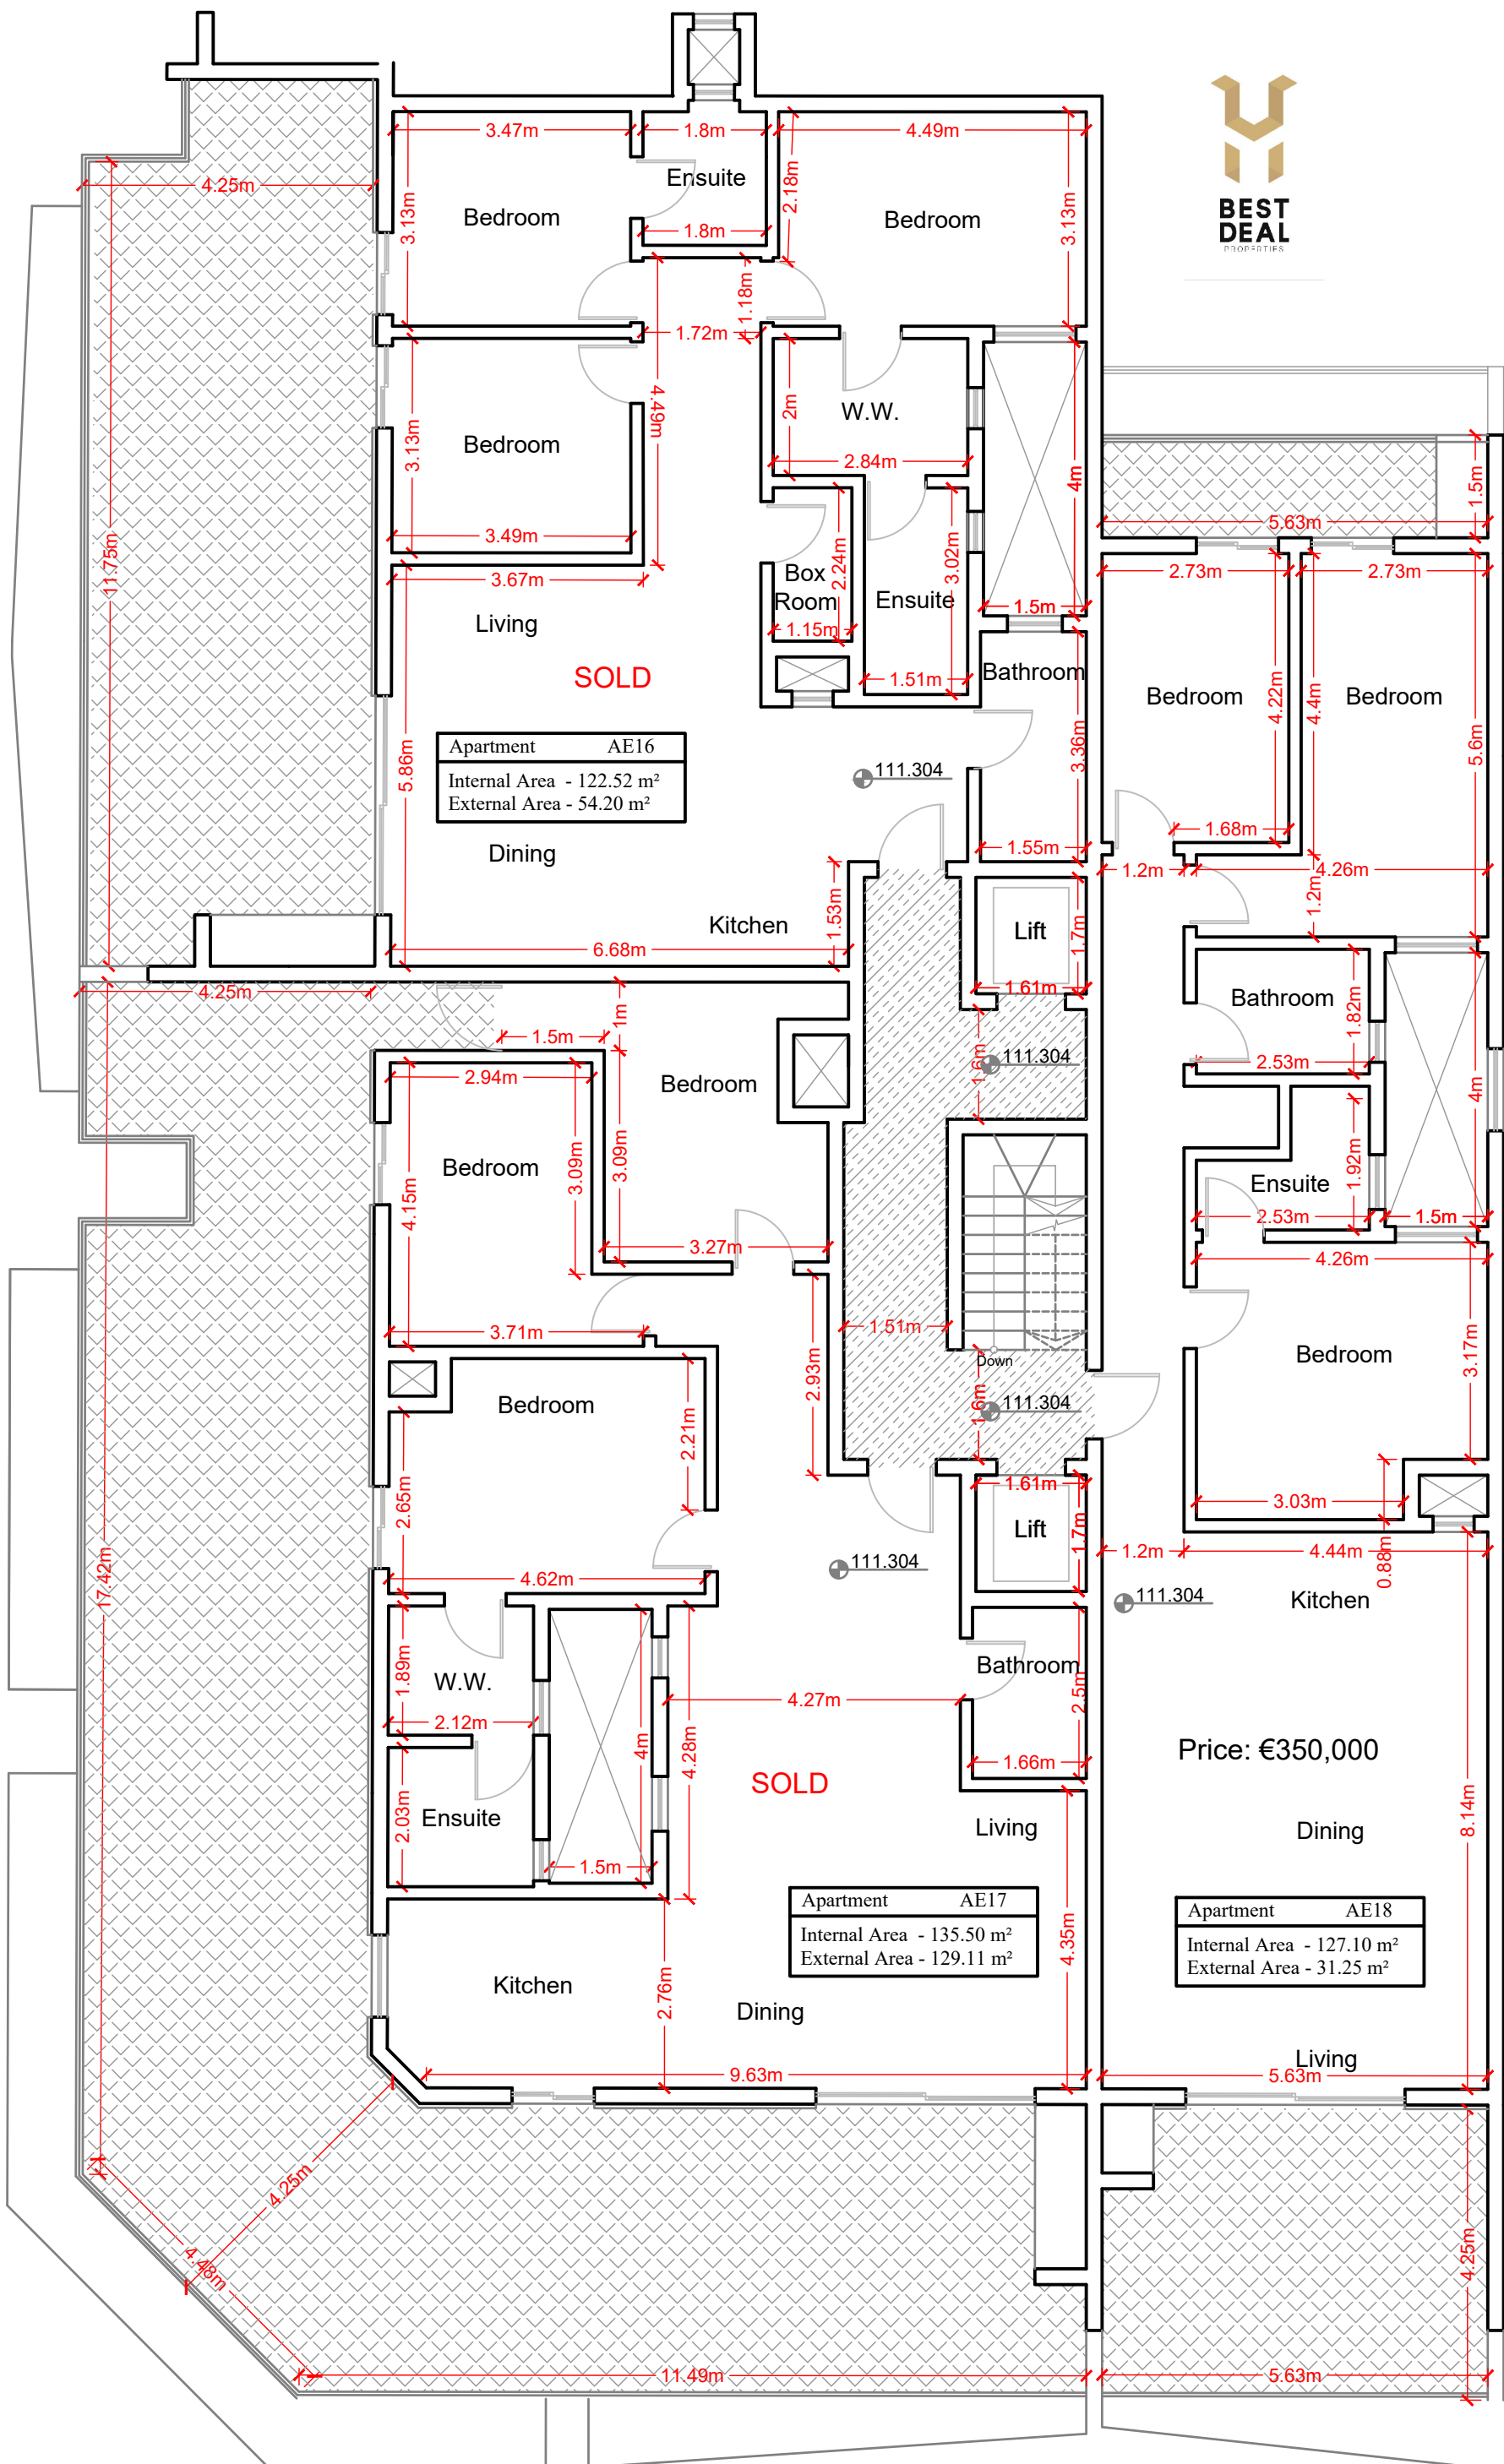 BEST
DEAL
PROPERTIES
3.47m
1.8m
4.49m
4.25m
3.13m
Ensuite
2.18m
Bedroom
Bedroom
3.13m
1.8m
1.18m
1.72m
4.49m
Bedroom
3.13m
3.49m
2m
W.W.
2.84m
4m
1.5m
5.63m
11.75m
3.67m
Living
SOLD
Box
Room
2.24m
1.15m
Ensuite
3.02m
1.51m
1.5m
Bathroom
2.73m
2.73m
Bedroom
4.22m
4.4m
Bedroom
5.6m
Apartment AE16
Internal Area - 122.52 m²
External Area - 54.20 m²
5.86m
111.304
3.36m
1.55m
1.68m
1.2m
4.26m
1.2m
Dining
Kitchen
1.53m
6.68m
Lift
1.7m
1.61m
4.25m
1m
1.5m
Bathroom
1.82m
2.53m
4m
2.94m
Bedroom
111.304
1.6m
Bedroom
4.15m
3.09m
3.09m
3.27m
1.92m
Ensuite
2.53m
1.5m
4.26m
3.71m
1.51m
Down
2.93m
Bedroom
3.17m
Bedroom
2.21m
2.65m
4.62m
111.304
1.6m
1.61m
Lift
1.7m
3.03m
0.88m
1.2m
4.44m
17.42m
111.304
111.304
Kitchen
1.89m
W.W.
2.12m
4m
4.28m
4.27m
Bathroom
2.5m
1.66m
Price: €350,000
SOLD
2.03m
Ensuite
1.5m
Living
Dining
8.14m
Apartment AE17
Internal Area - 135.50 m²
External Area - 129.11 m²
4.35m
Apartment AE18
Internal Area - 127.10 m²
External Area - 31.25 m²
Kitchen
2.76m
Dining
9.63m
Living
5.63m
4.25m
4.48m
4.25m
11.49m
5.63m